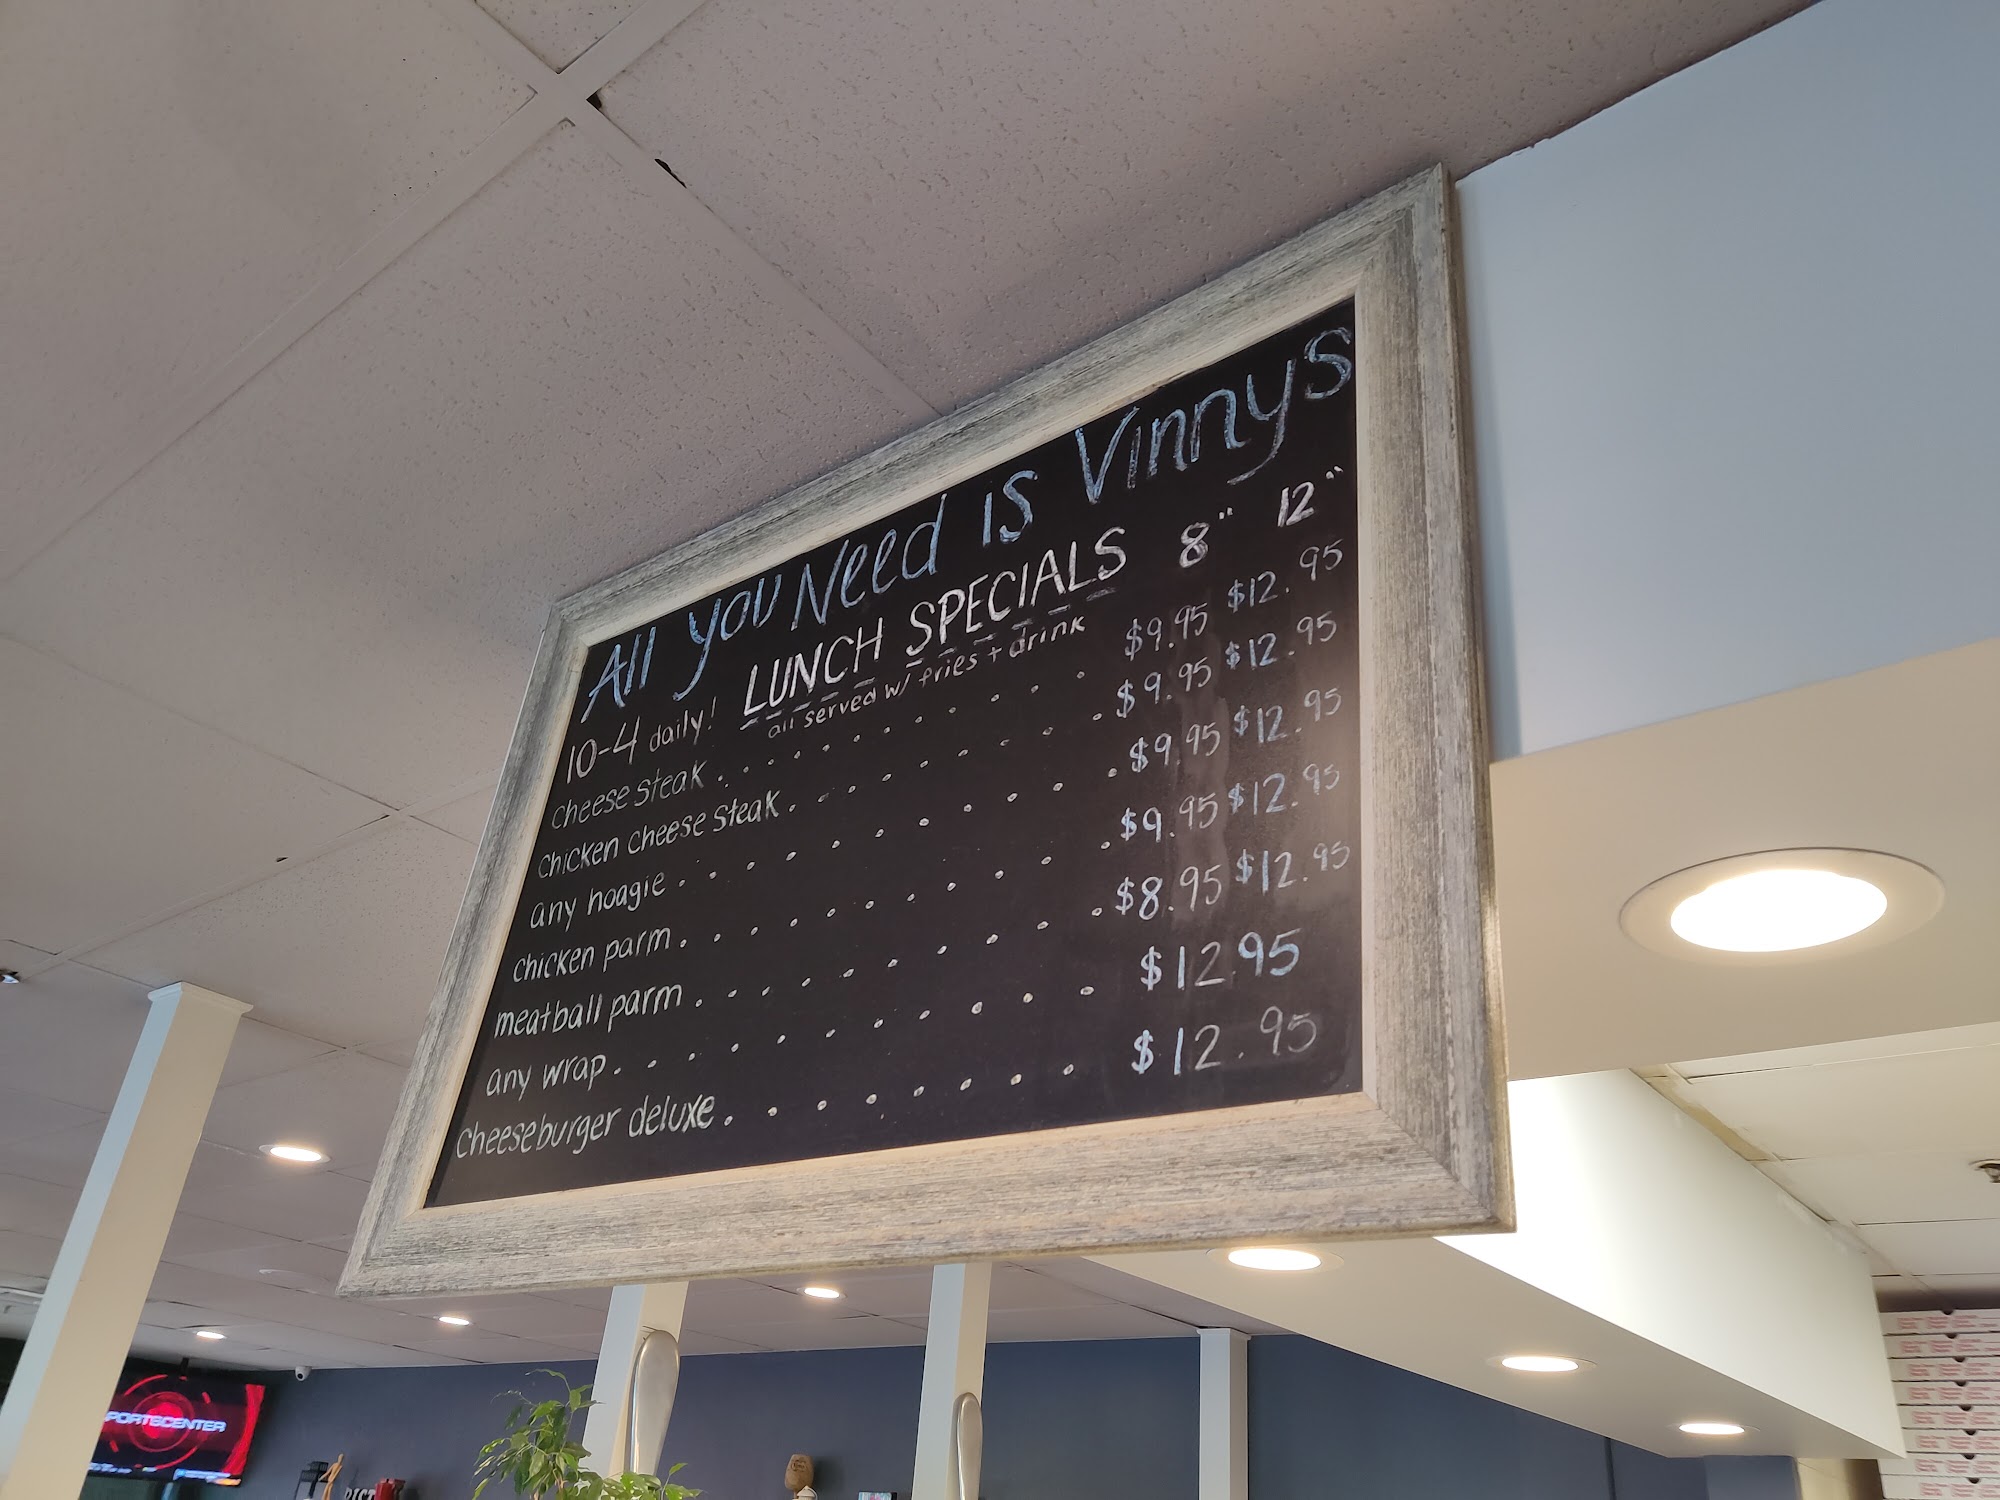 All you Need is Vinnys
10-4 daily! LUNCH SPECIALS 8" 12"
all served w/ fries + drink
cheese steak . . . . . . . . . . $9.95 $12.95
chicken cheese steak . . . . . . . . . $9.95 $12.95
any hoagie . . . . . . . . . . . $9.95 $12.95
chicken parm . . . . . . . . . . . $9.95 $12.95
meatball parm . . . . . . . . . . . $8.95 $12.95
any wrap . . . . . . . . . . . $12.95
cheeseburger deluxe . . . . . . . . $12.95
PORTSCENTER